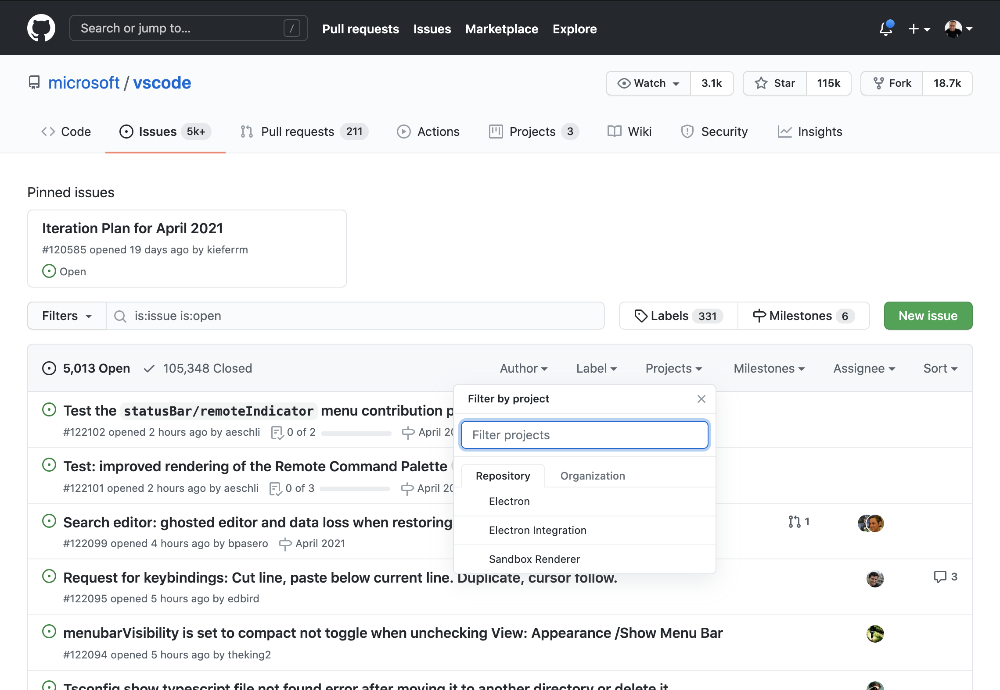 Search or jump to... /
Pull requests Issues Marketplace Explore
microsoft / vscode
Watch 3.1k
Star 115k
Fork 18.7k
Code
Issues 5k+
Pull requests 211
Actions
Projects 3
Wiki
Security
Insights
Pinned issues
Iteration Plan for April 2021
#120585 opened 19 days ago by kieferrm
Open
Filters
is:issue is:open
Labels 331
Milestones 6
New issue
5,013 Open 105,348 Closed
Author Label Projects Milestones Assignee Sort
Filter by project
Filter projects
Repository Organization
Electron
Electron Integration
Sandbox Renderer
Test the statusBar/remoteIndicator menu contribution
#122102 opened 2 hours ago by aeschli 0 of 2 April
Test: improved rendering of the Remote Command Palette
#122101 opened 2 hours ago by aeschli 0 of 3 April
Search editor: ghosted editor and data loss when restoring
1
#122099 opened 4 hours ago by bpasero April 2021
Request for keybindings: Cut line, paste below current line. Duplicate, cursor follow.
3
#122095 opened 5 hours ago by edbird
menubarVisibility is set to compact not toggle when unchecking View: Appearance /Show Menu Bar
#122094 opened 5 hours ago by theking2
Tsconfig show typescript file not found error after moving it to another directory or delete it